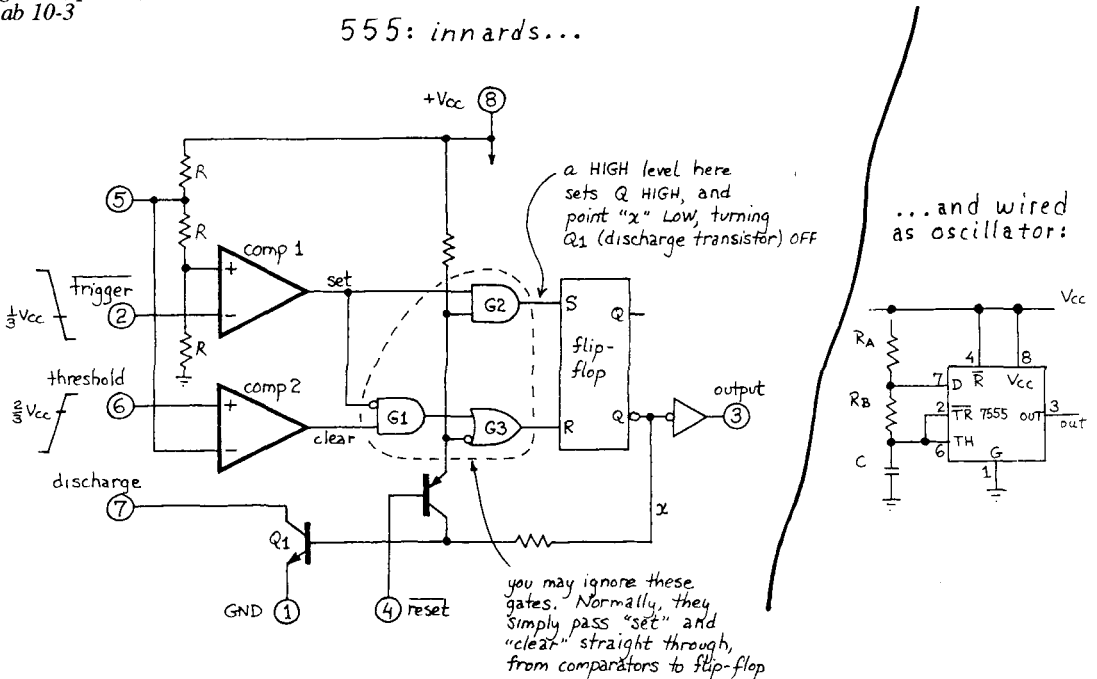 ab 10-3
555: innards...
+Vcc 8
R
5
R
comp 1
+
−
trigger
1/3 Vcc
2
R
set
G2
a HIGH level here
sets Q HIGH, and
point "x" Low, turning
Q1 (discharge transistor) OFF
S
Q
flip-
flop
R
Q
threshold
2/3 Vcc
6
comp 2
+
−
clear
G1
G3
output
3
discharge
7
Q1
x
GND 1
4 reset
you may ignore these
gates. Normally, they
simply pass "set" and
"clear" straight through,
from comparators to flip-flop
...and wired
as oscillator:
Vcc
RA
4
8
7
D
R
Vcc
RB
2
TR
7555
OUT
3
out
TH
6
C
G
1